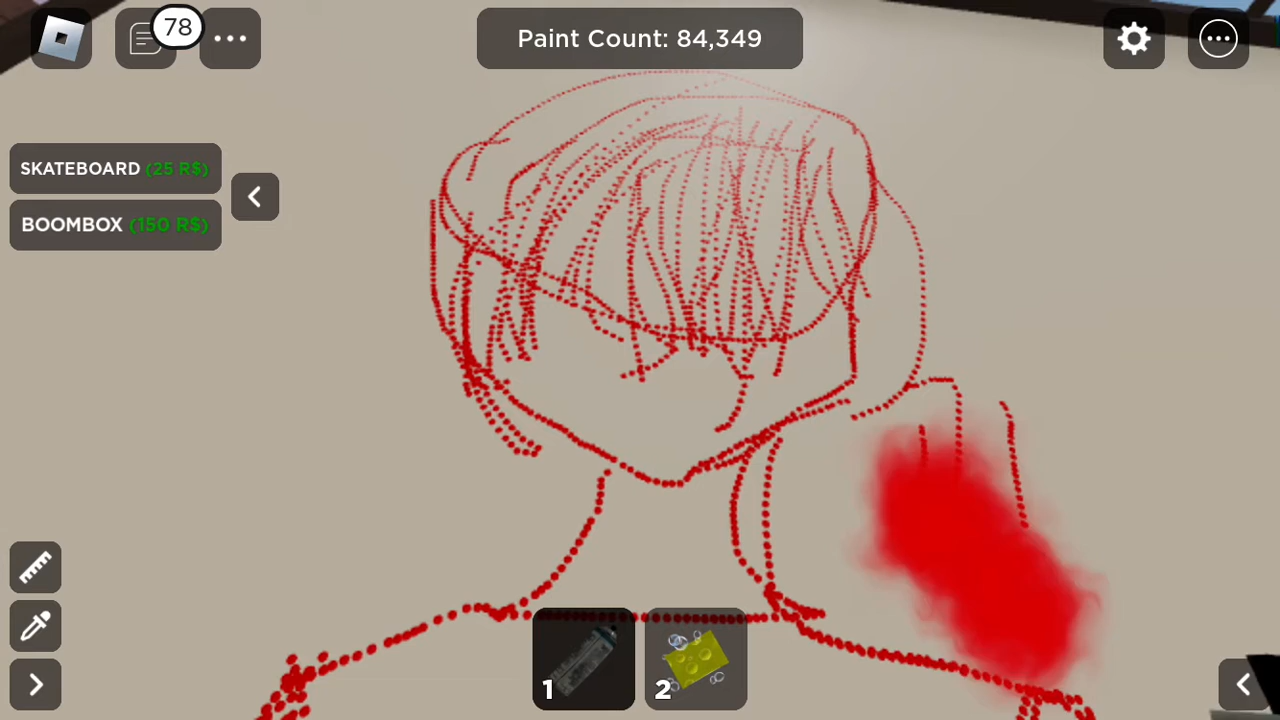 78
Paint Count: 84,349
SKATEBOARD (25 R$)
BOOMBOX (150 R$)
1
2